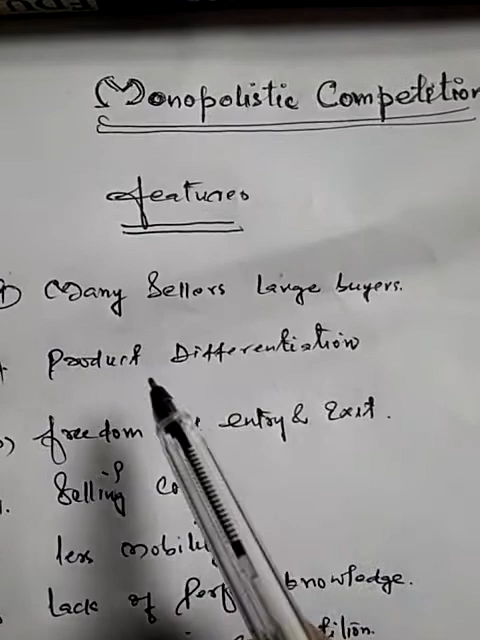 Monopolistic Competition
features
Many Sellers Large buyers.
Product Differentiation
freedom entry & Exit.
Selling
less
Lack of knowledge.